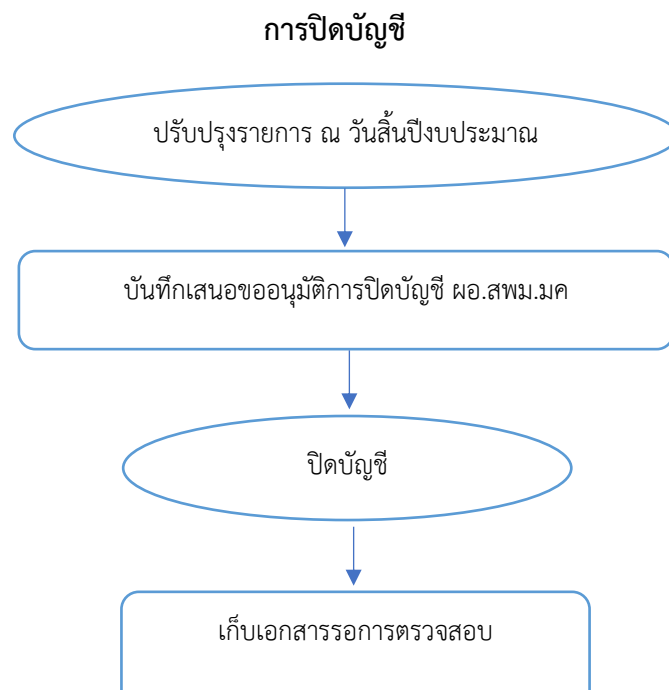 การปิดบัญชี
ปรับปรุงรายการ ณ วันสิ้นปีงบประมาณ
บันทึกเสนอขออนุมัติการปิดบัญชี ผอ.สพม.มค
ปิดบัญชี
เก็บเอกสารรอการตรวจสอบ